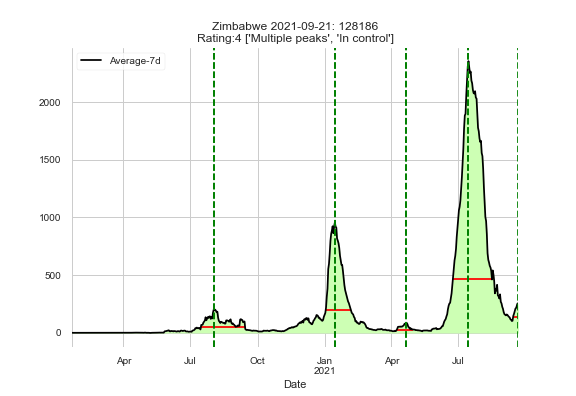 Zimbabwe 2021-09-21: 128186
Rating:4 ['Multiple peaks', 'In control']
Average-7d
2000
1500
1000
500
0
Apr
Jul
Oct
Jan
2021
Apr
Jul
Date